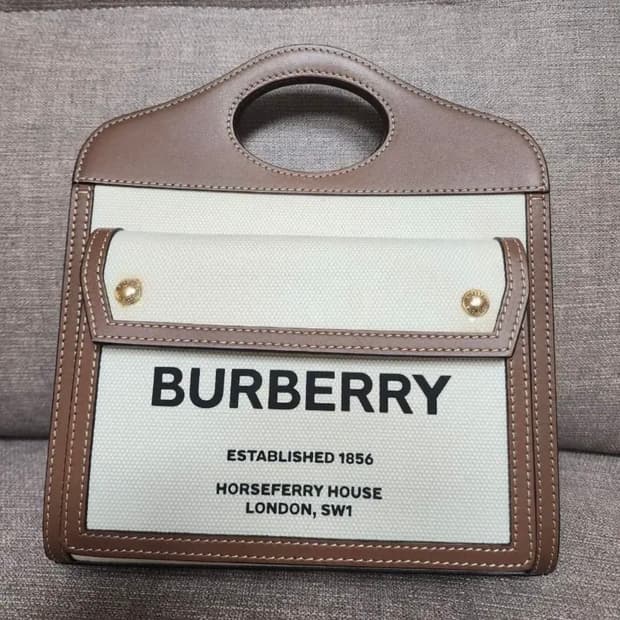 BURBERRY
ESTABLISHED 1856
HORSEFERRY HOUSE
LONDON, SW1